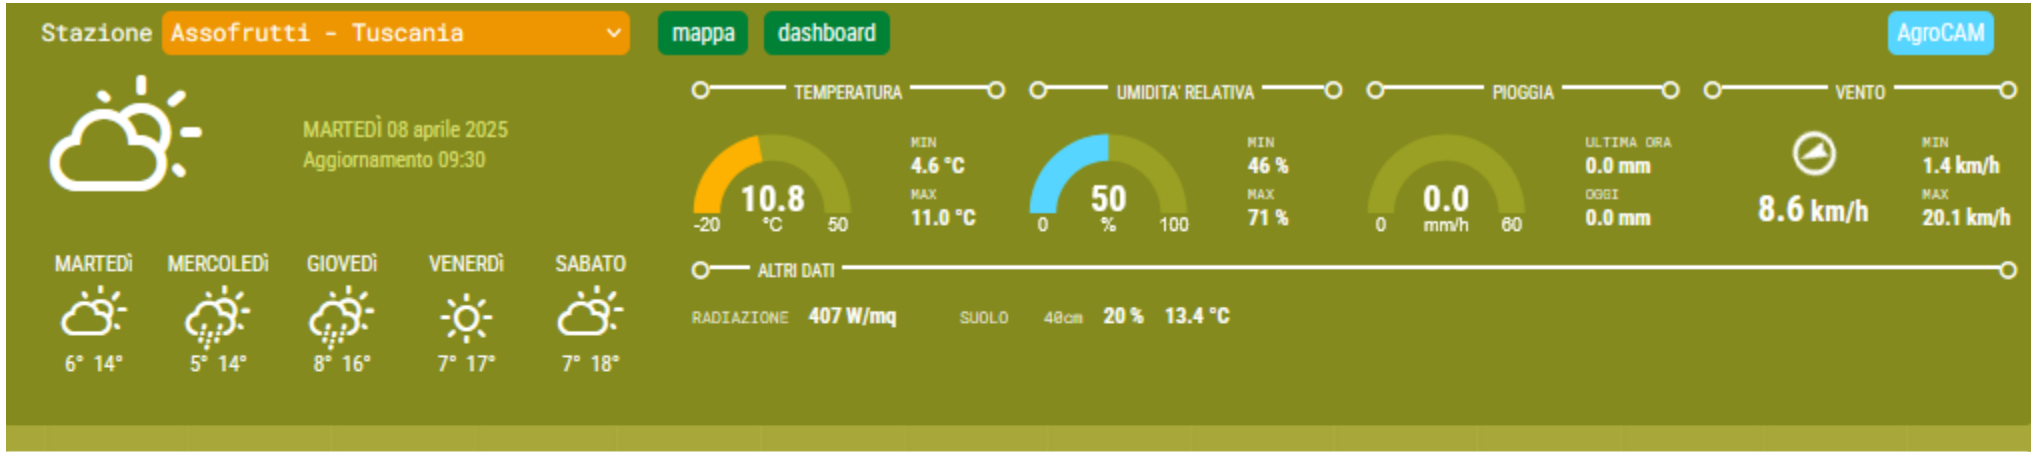 Stazione Assofrutti - Tuscania mappa dashboard AgroCAM
MARTEDÌ 08 aprile 2025
Aggiornamento 09:30
MARTEDÌ MERCOLEDÌ GIOVEDÌ VENERDÌ SABATO
6° 14° 5° 14° 8° 16° 7° 17° 7° 18°
TEMPERATURA
10.8
°C
-20 50
MIN
4.6 °C
MAX
11.0 °C
UMIDITA' RELATIVA
50
%
0 100
MIN
46 %
MAX
71 %
PIOGGIA
0.0
mm/h
0 60
ULTIMA ORA
0.0 mm
OGGI
0.0 mm
VENTO
8.6 km/h
MIN
1.4 km/h
MAX
20.1 km/h
ALTRI DATI
RADIAZIONE 407 W/mq SUOLO 40cm 20 % 13.4 °C